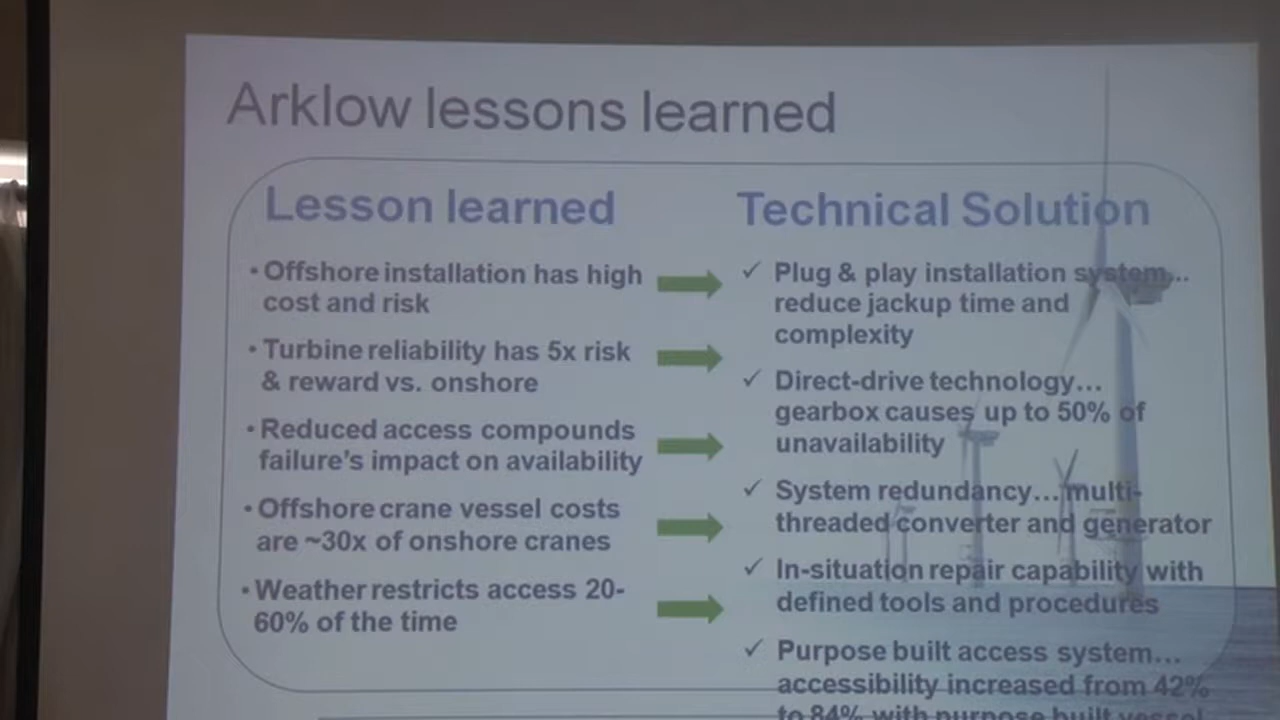 Arklow lessons learned
Lesson learned
• Offshore installation has high
cost and risk
• Turbine reliability has 5x risk
& reward vs. onshore
• Reduced access compounds
failure's impact on availability
• Offshore crane vessel costs
are ~30x of onshore cranes
• Weather restricts access 20-
60% of the time
Technical Solution
✓ Plug & play installation system...
reduce jackup time and
complexity
✓ Direct-drive technology...
gearbox causes up to 50% of
unavailability
✓ System redundancy...multi-
threaded converter and generator
✓ In-situation repair capability with
defined tools and procedures
✓ Purpose built access system...
accessibility increased from 42%
to 84% with purpose built vessel